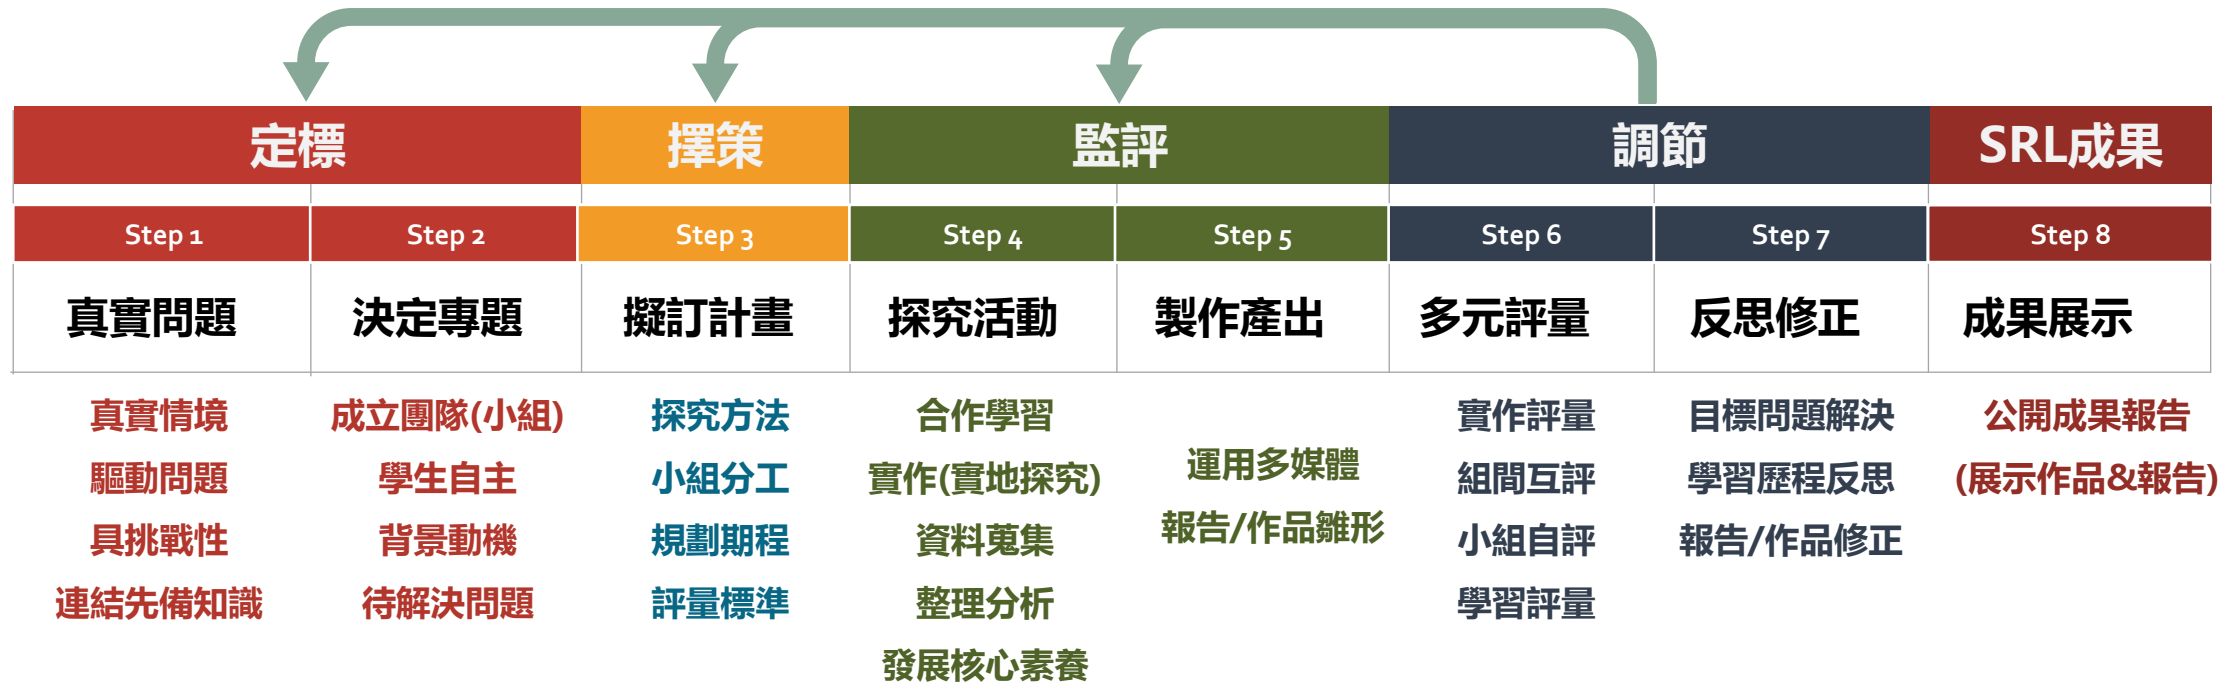 定標
擇策
監評
調節
SRL成果
Step 1
Step 2
Step 3
Step 4
Step 5
Step 6
Step 7
Step 8
真實問題
決定專題
擬訂計畫
探究活動
製作產出
多元評量
反思修正
成果展示
真實情境
驅動問題
具挑戰性
連結先備知識
成立團隊(小組)
學生自主
背景動機
待解決問題
探究方法
小組分工
規劃期程
評量標準
合作學習
實作(實地探究)
資料蒐集
整理分析
發展核心素養
運用多媒體
報告/作品雛形
實作評量
組間互評
小組自評
學習評量
目標問題解決
學習歷程反思
報告/作品修正
公開成果報告
(展示作品&報告)